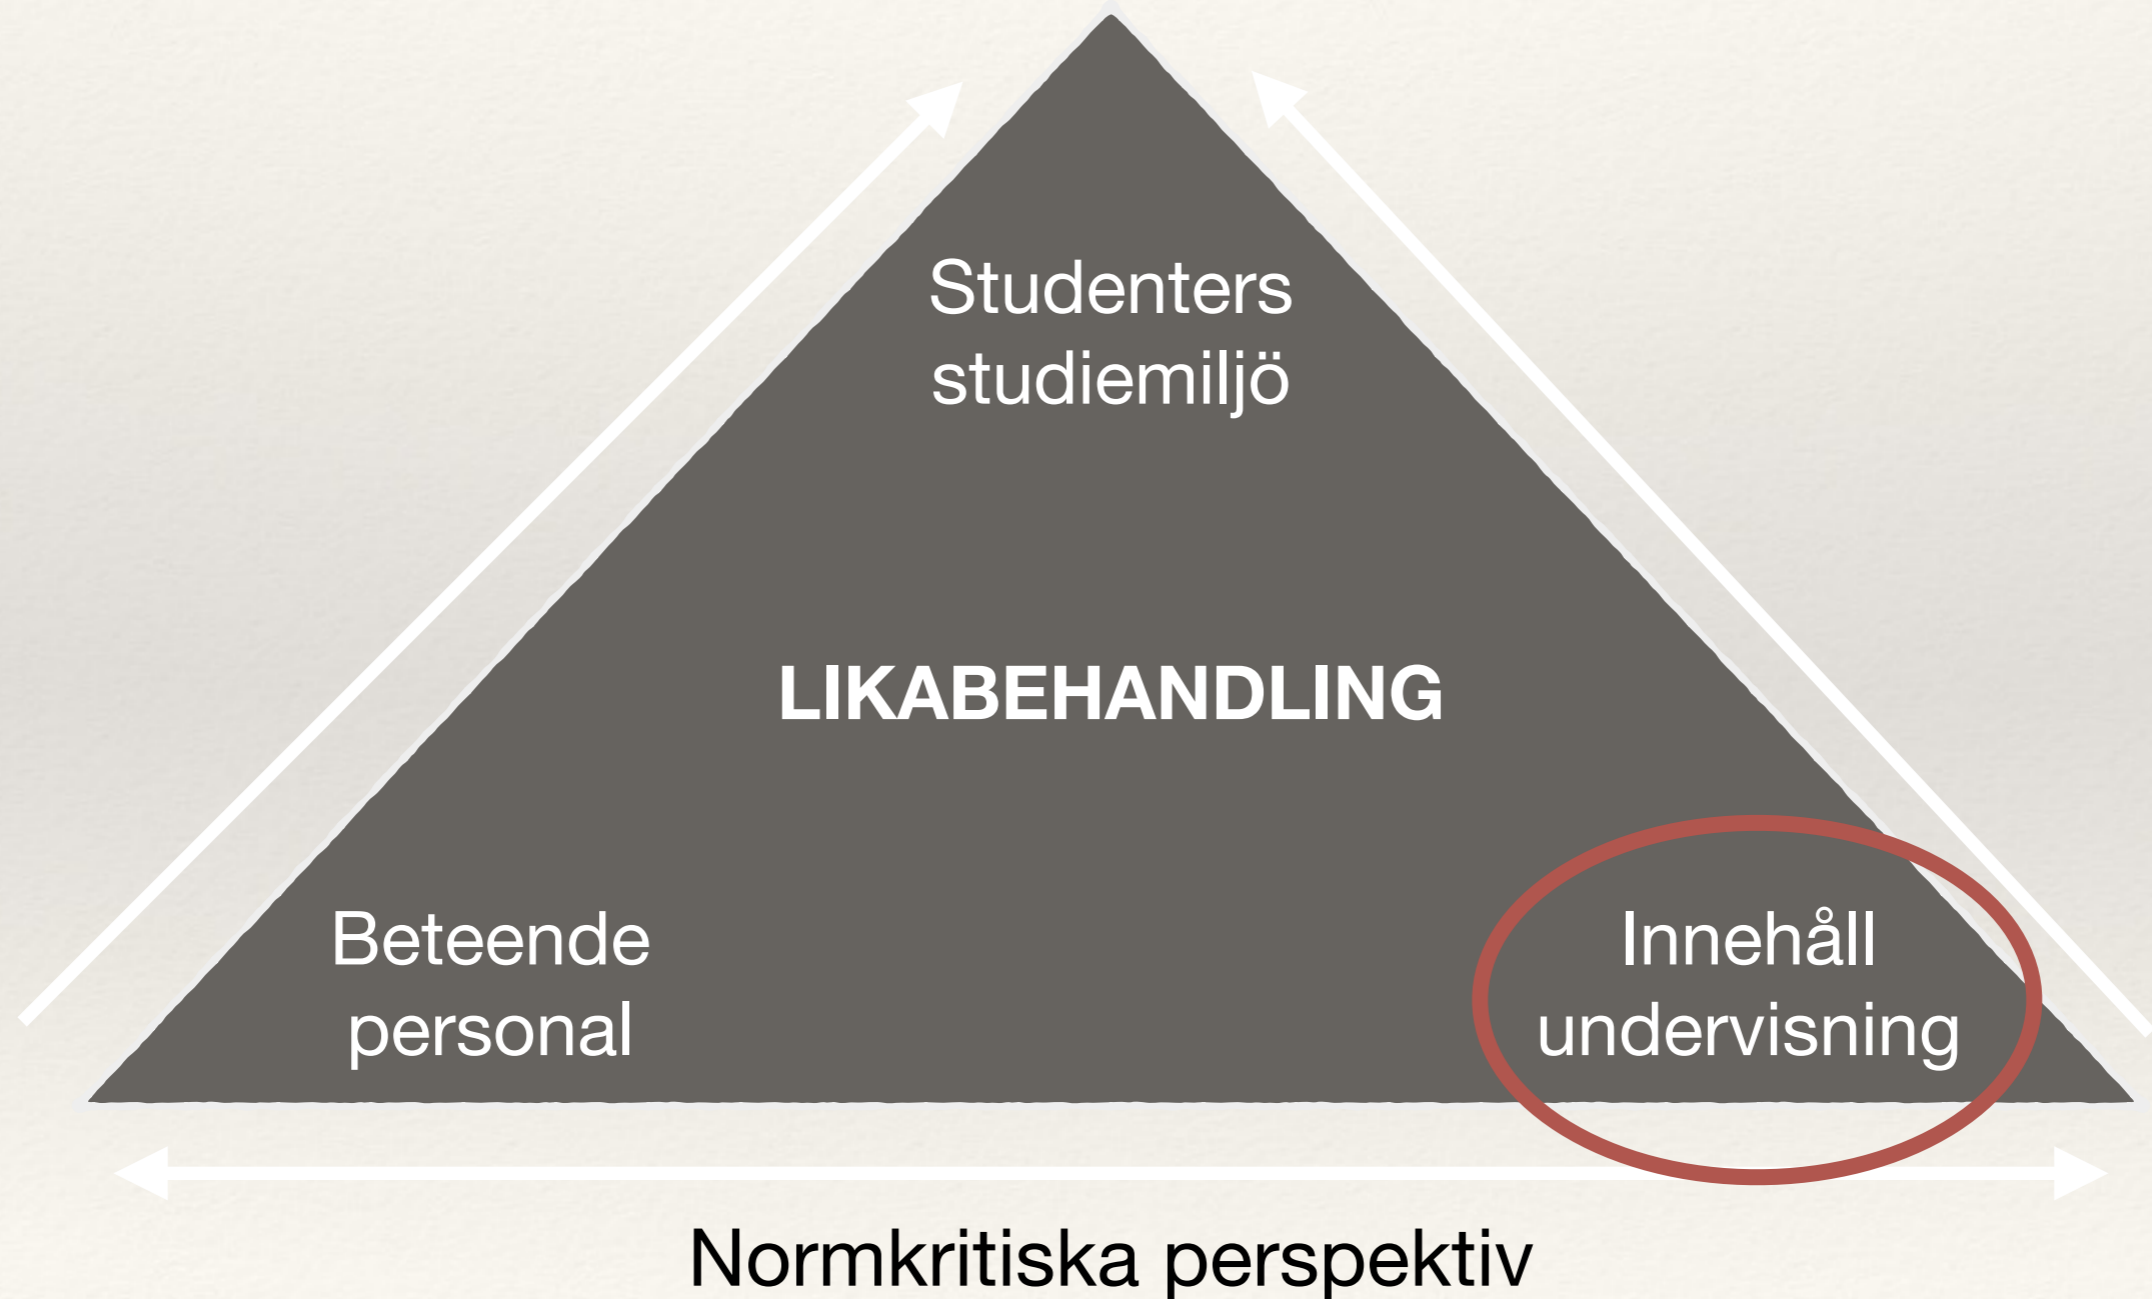 Studenters
studiemiljö
LIKABEHANDLING
Beteende
personal
Innehåll
undervisning
Normkritiska perspektiv